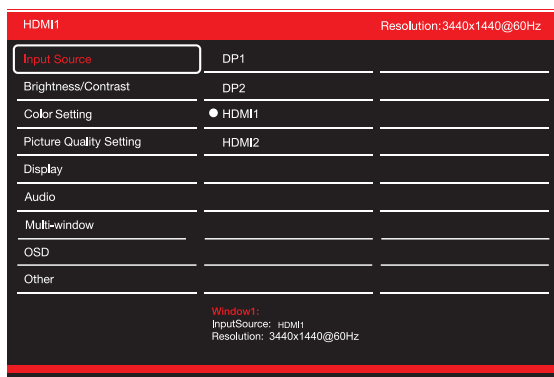 HDMI1 Resolution:3440x1440@60Hz
Input Source DP1
Brightness/Contrast DP2
Color Setting HDMI1
Picture Quality Setting HDMI2
Display
Audio
Multi-window
OSD
Other
Window1:
InputSource: HDMI1
Resolution: 3440x1440@60Hz